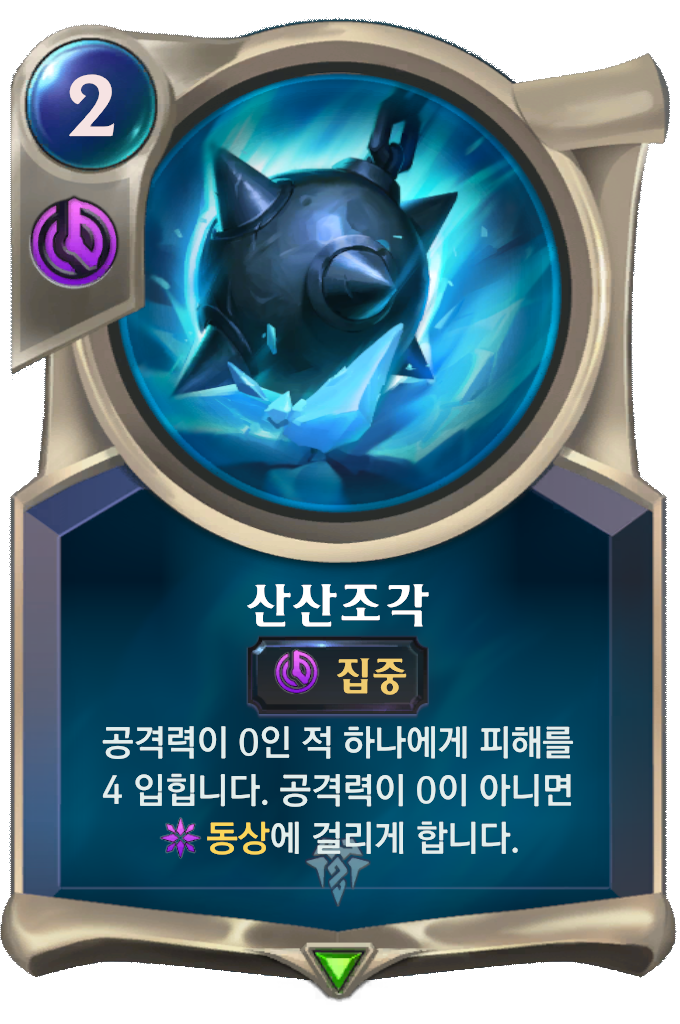 2
산산조각
집중
공격력이 0인 적 하나에게 피해를
4 입힙니다. 공격력이 0이 아니면
동상에 걸리게 합니다.